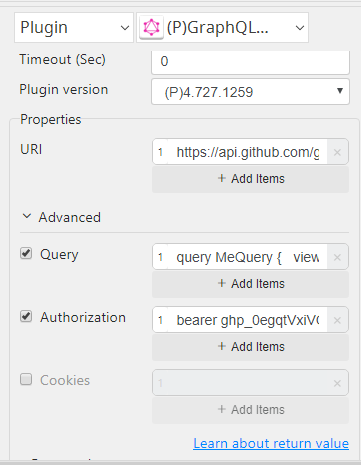 Plugin (P)GraphQL...
Timeout (Sec) 0
Plugin version (P)4.727.1259
Properties
URI 1 https://api.github.com/g
+ Add Items
Advanced
Query 1 query MeQuery { view
+ Add Items
Authorization 1 bearer ghp_0egqtVxiV
+ Add Items
Cookies 1
+ Add Items
Learn about return value